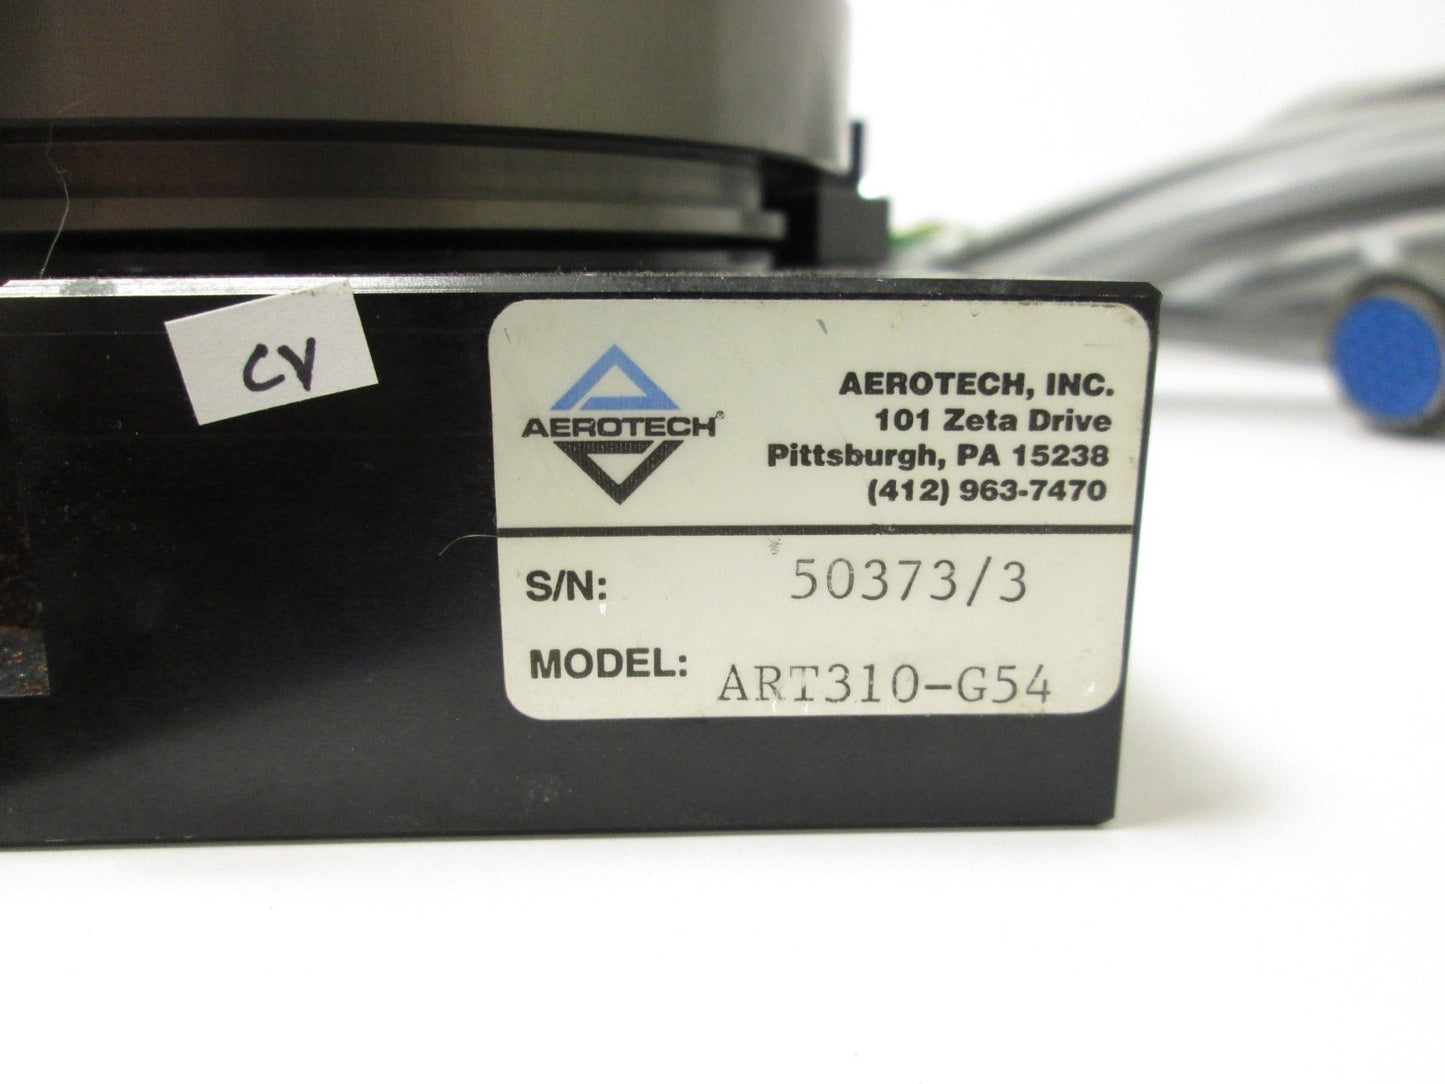 CV
AEROTECH®
AEROTECH, INC.
101 Zeta Drive
Pittsburgh, PA 15238
(412) 963-7470
S/N: 50373/3
MODEL: ART310-G54